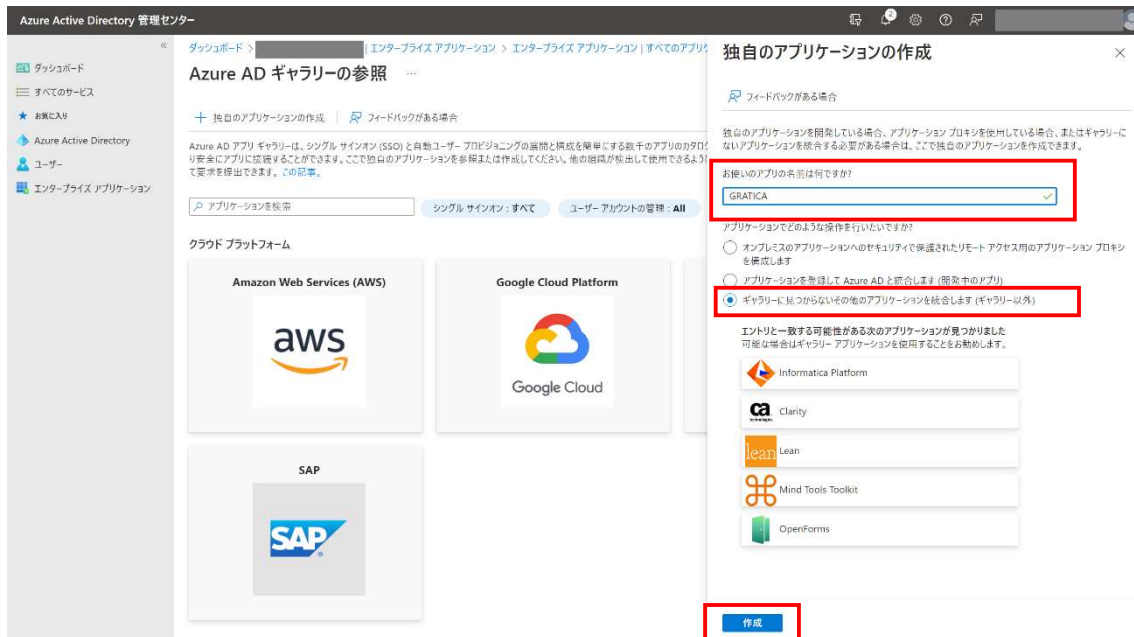 Azure Active Directory 管理センター
2
ダッシュボード
すべてのサービス
お気に入り
Azure Active Directory
ユーザー
エンタープライズ アプリケーション
ダッシュボード >
| エンタープライズ アプリケーション > エンタープライズ アプリケーション | すべてのアプリケ
Azure AD ギャラリーの参照 …
独自のアプリケーションの作成
フィードバックがある場合
Azure AD アプリ ギャラリーは、シングル サインオン (SSO) と自動ユーザー プロビジョニングの展開と構成を簡単にする数千のアプリのカタログ
り安全にアプリに接続することができます。ここで独自のアプリケーションを参照または作成してください。他の組織が検出して使用できるよう
て要求を提出できます。この記事。
アプリケーションを検索
シングル サインオン : すべて
ユーザー アカウントの管理 : All
クラウド プラットフォーム
Amazon Web Services (AWS)
aws
Google Cloud Platform
Google Cloud
SAP
SAP
独自のアプリケーションの作成
フィードバックがある場合
独自のアプリケーションを開発している場合、アプリケーション プロキシを使用している場合、またはギャラリーに
ないアプリケーションを統合する必要がある場合は、ここで独自のアプリケーションを作成できます。
お使いのアプリの名前は何ですか?
GRATICA
アプリケーションでどのような操作を行いたいですか?
オンプレミスのアプリケーションへのセキュリティで保護されたリモート アクセス用のアプリケーション プロキシ
を構成します
アプリケーションを登録して Azure AD と統合します (開発中のアプリ)
ギャラリーに見つからないその他のアプリケーションを統合します (ギャラリー以外)
エントリと一致する可能性がある次のアプリケーションが見つかりました
可能な場合はギャラリー アプリケーションを使用することをお勧めします。
Informatica Platform
ca
technologies
Clarity
lean
Lean
Mind Tools Toolkit
OpenForms
作成